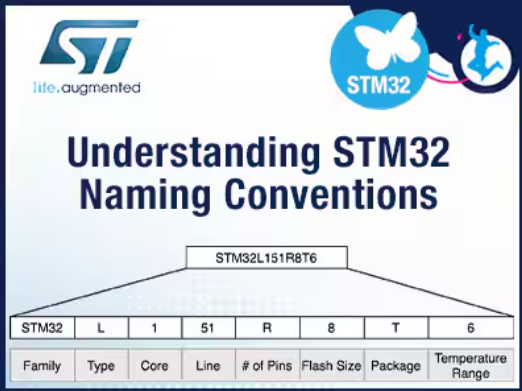 ST
life.augmented
STM32
Understanding STM32
Naming Conventions
STM32L151R8T6
STM32 L 1 51 R 8 T 6
Family Type Core Line # of Pins Flash Size Package Temperature
Range